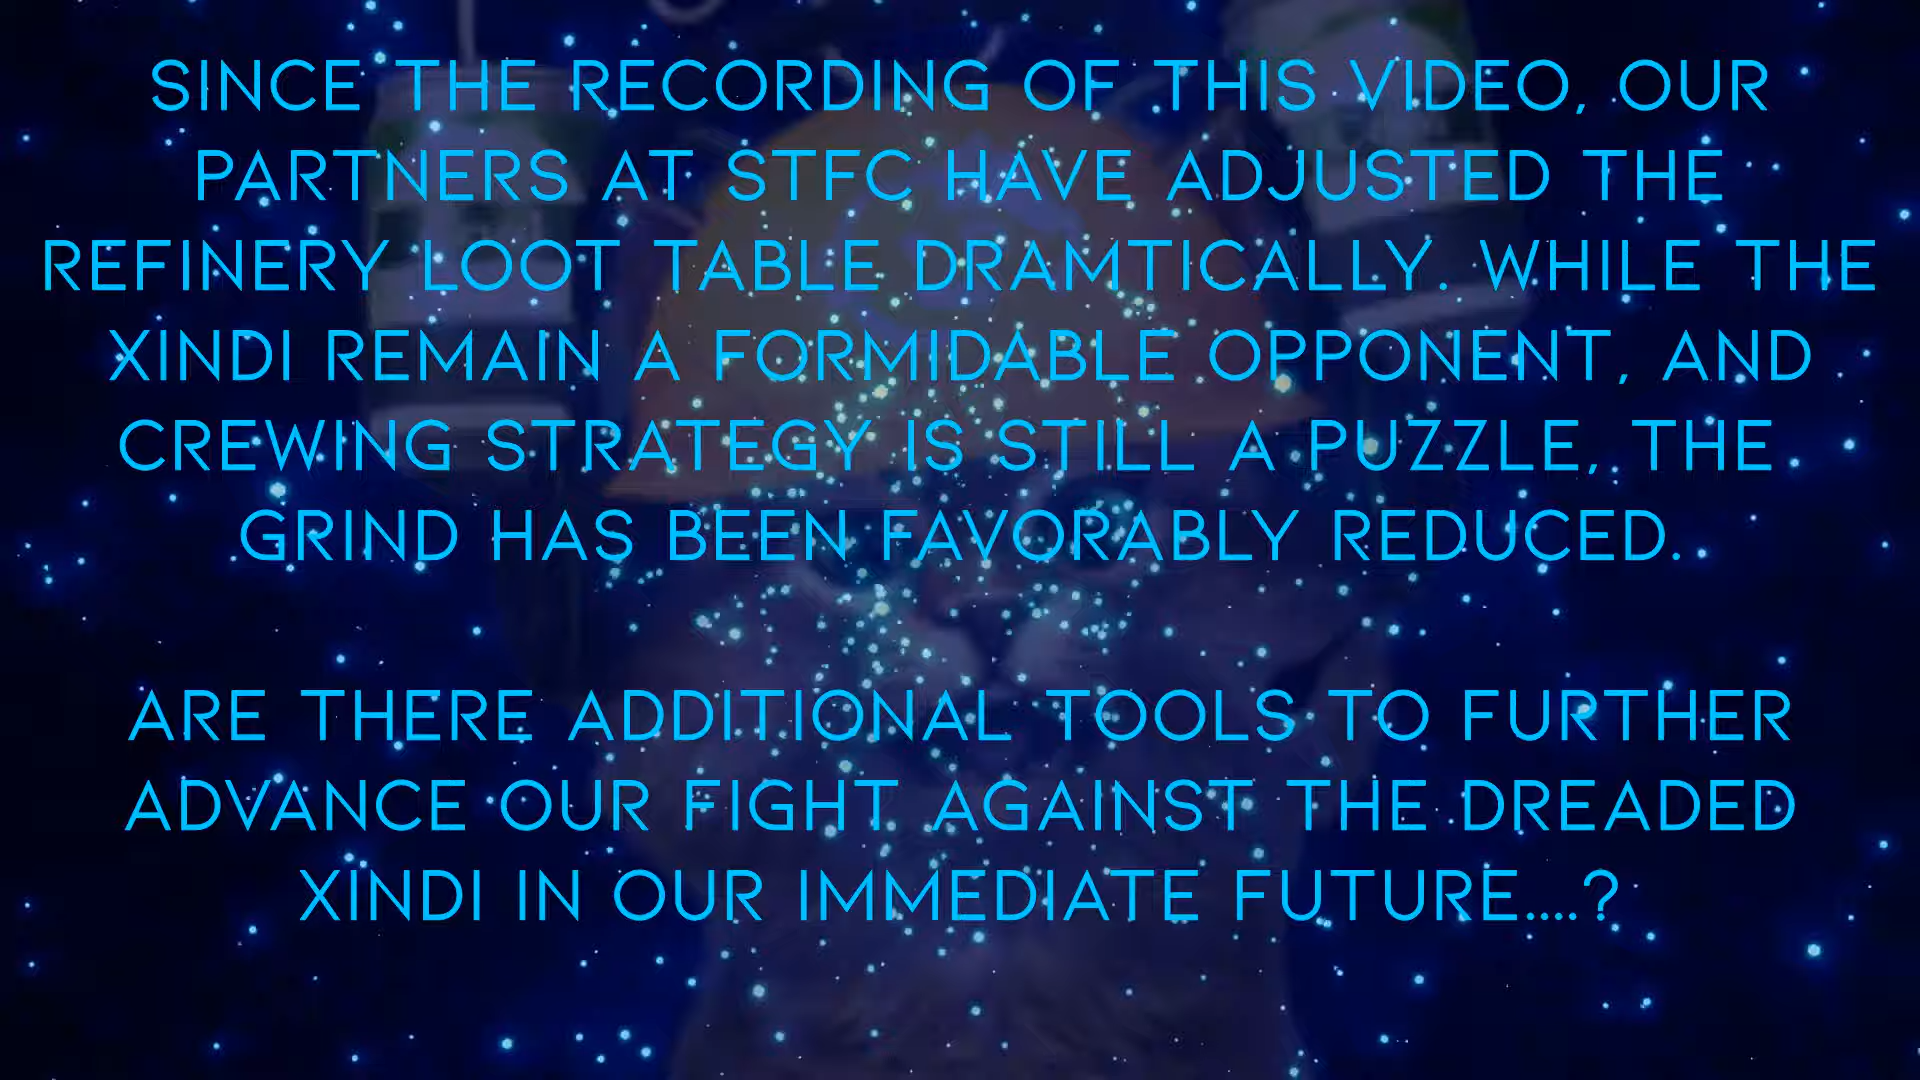 SINCE THE RECORDING OF THIS VIDEO, OUR
PARTNERS AT STFC HAVE ADJUSTED THE
REFINERY LOOT TABLE DRAMTICALLY. WHILE THE
XINDI REMAIN A FORMIDABLE OPPONENT, AND
CREWING STRATEGY IS STILL A PUZZLE, THE
GRIND HAS BEEN FAVORABLY REDUCED.
ARE THERE ADDITIONAL TOOLS TO FURTHER
ADVANCE OUR FIGHT AGAINST THE DREADED
XINDI IN OUR IMMEDIATE FUTURE....?